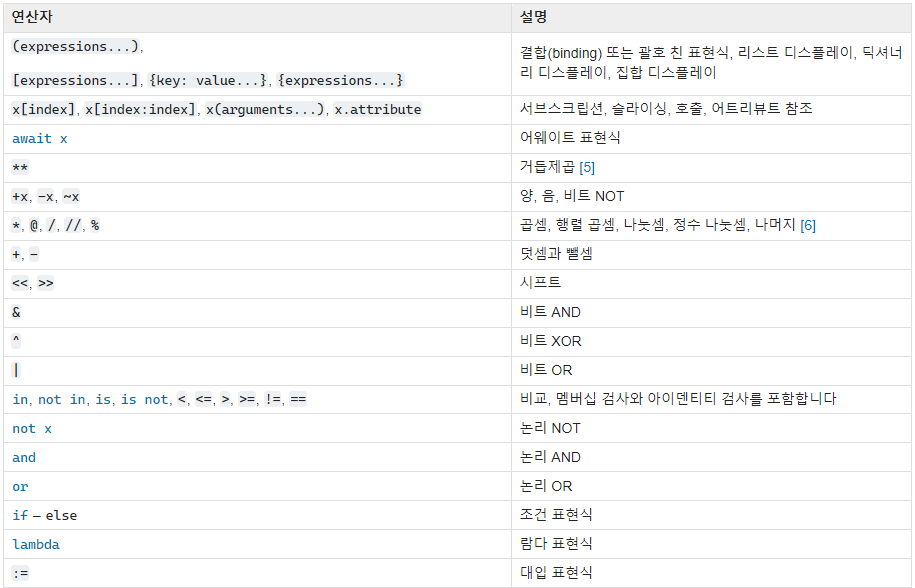 연산자 설명
(expressions...),
[expressions...], {key: value...}, {expressions...}
결합(binding) 또는 괄호 친 표현식, 리스트 디스플레이, 딕셔너
리 디스플레이, 집합 디스플레이
x[index], x[index:index], x(arguments...), x.attribute 서브스크립션, 슬라이싱, 호출, 어트리뷰트 참조
await x 어웨이트 표현식
** 거듭제곱 [5]
+x, -x, ~x 양, 음, 비트 NOT
*, @, /, //, % 곱셈, 행렬 곱셈, 나눗셈, 정수 나눗셈, 나머지 [6]
+, - 덧셈과 뺄셈
<<, >> 시프트
& 비트 AND
^ 비트 XOR
| 비트 OR
in, not in, is, is not, <, <=, >, >=, !=, == 비교, 멤버십 검사와 아이덴티티 검사를 포함합니다
not x 논리 NOT
and 논리 AND
or 논리 OR
if – else 조건 표현식
lambda 람다 표현식
:= 대입 표현식